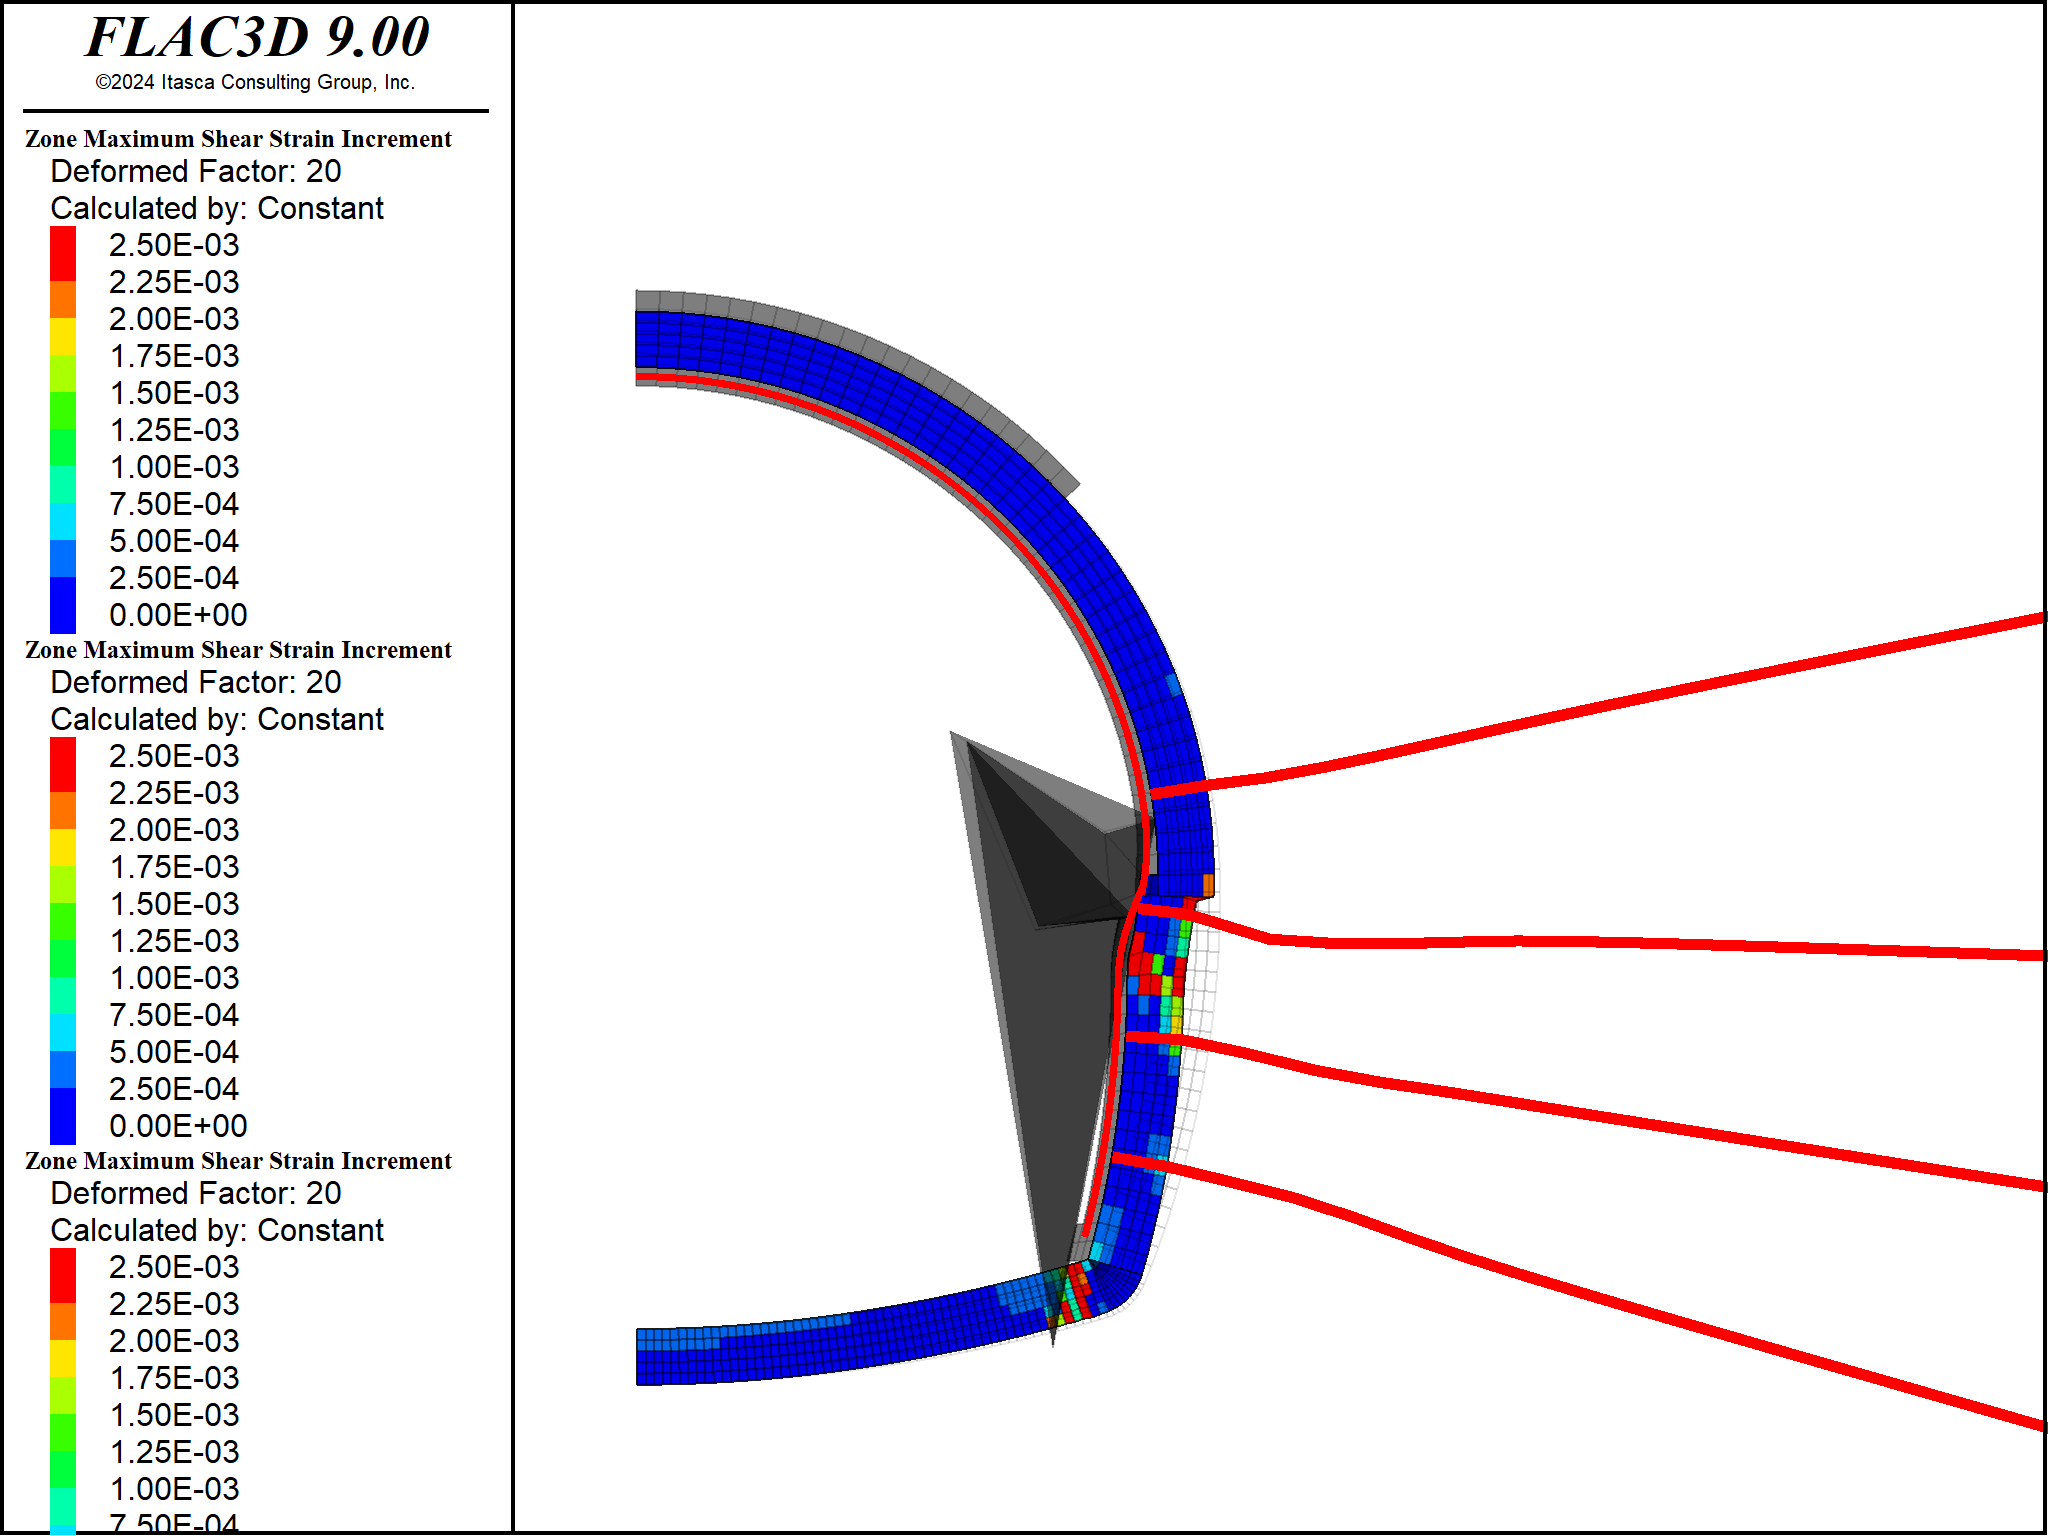 FLAC3D 9.00
©2024 Itasca Consulting Group, Inc.
Zone Maximum Shear Strain Increment
Deformed Factor: 20
Calculated by: Constant
2.50E-03
2.25E-03
2.00E-03
1.75E-03
1.50E-03
1.25E-03
1.00E-03
7.50E-04
5.00E-04
2.50E-04
0.00E+00
Zone Maximum Shear Strain Increment
Deformed Factor: 20
Calculated by: Constant
2.50E-03
2.25E-03
2.00E-03
1.75E-03
1.50E-03
1.25E-03
1.00E-03
7.50E-04
5.00E-04
2.50E-04
0.00E+00
Zone Maximum Shear Strain Increment
Deformed Factor: 20
Calculated by: Constant
2.50E-03
2.25E-03
2.00E-03
1.75E-03
1.50E-03
1.25E-03
1.00E-03
7.50E-04